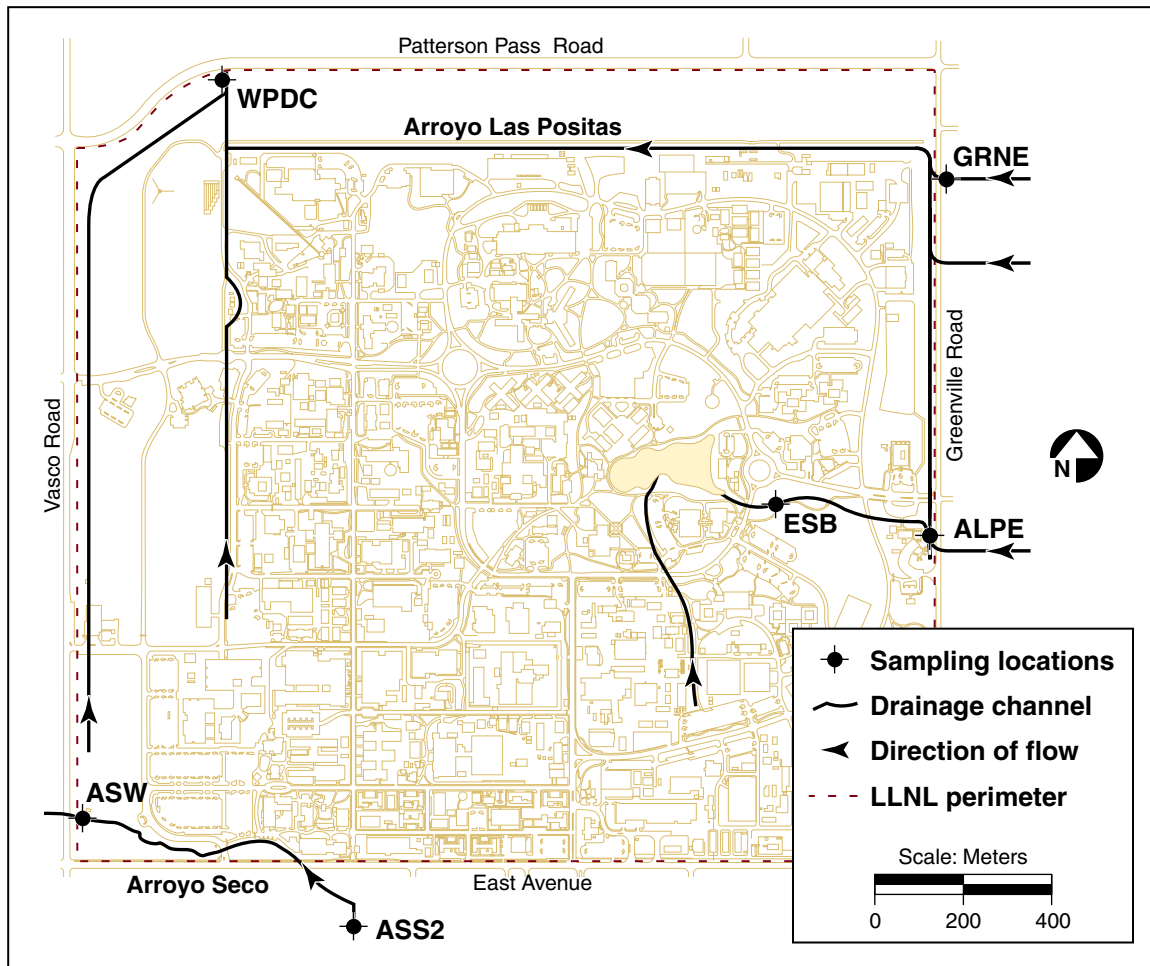 Patterson Pass Road
WPDC
Arroyo Las Positas
GRNE
Greenville Road
Vasco Road
N
ESB
ALPE
ASW
Arroyo Seco
East Avenue
ASS2
Sampling locations
Drainage channel
Direction of flow
LLNL perimeter
Scale: Meters
0 200 400